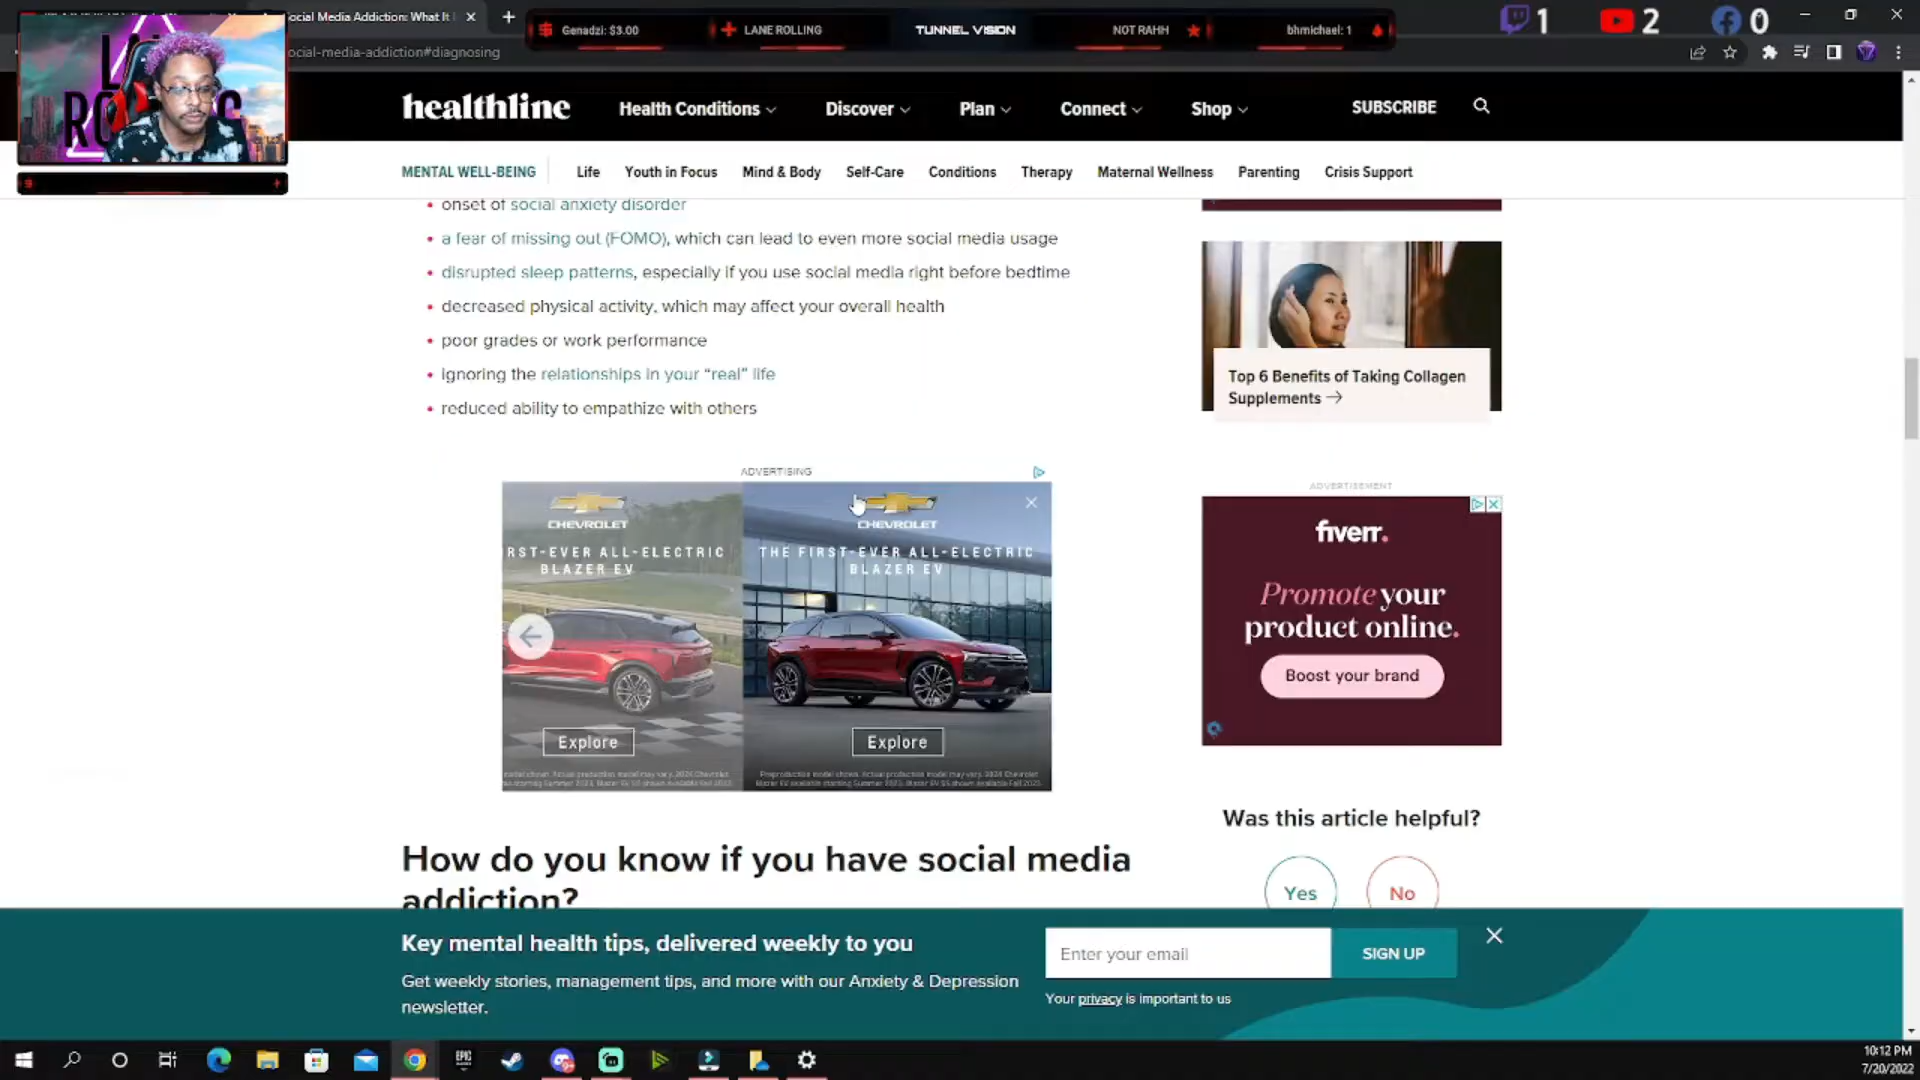 Social Media Addiction: What It
Genadzi: $3.00
LANE ROLLING
TUNNEL VISION
NOT RAHH
bhmichael: 1
1
2
0
ocial-media-addiction#diagnosing
healthline
Health Conditions
Discover
Plan
Connect
Shop
SUBSCRIBE
MENTAL WELL-BEING
Life
Youth in Focus
Mind & Body
Self-Care
Conditions
Therapy
Maternal Wellness
Parenting
Crisis Support
onset of social anxiety disorder
a fear of missing out (FOMO), which can lead to even more social media usage
disrupted sleep patterns, especially if you use social media right before bedtime
decreased physical activity, which may affect your overall health
poor grades or work performance
ignoring the relationships in your “real” life
reduced ability to empathize with others
Top 6 Benefits of Taking Collagen
Supplements →
ADVERTISING
CHEVROLET
RST-EVER ALL-ELECTRIC
BLAZER EV
Explore
CHEVROLET
THE FIRST-EVER ALL-ELECTRIC
BLAZER EV
Explore
ADVERTISEMENT
fiverr.
Promote your
product online.
Boost your brand
Was this article helpful?
Yes
No
How do you know if you have social media
addiction?
Key mental health tips, delivered weekly to you
Get weekly stories, management tips, and more with our Anxiety & Depression
newsletter.
Enter your email
SIGN UP
Your privacy is important to us
EPIC
10:12 PM
7/20/2022